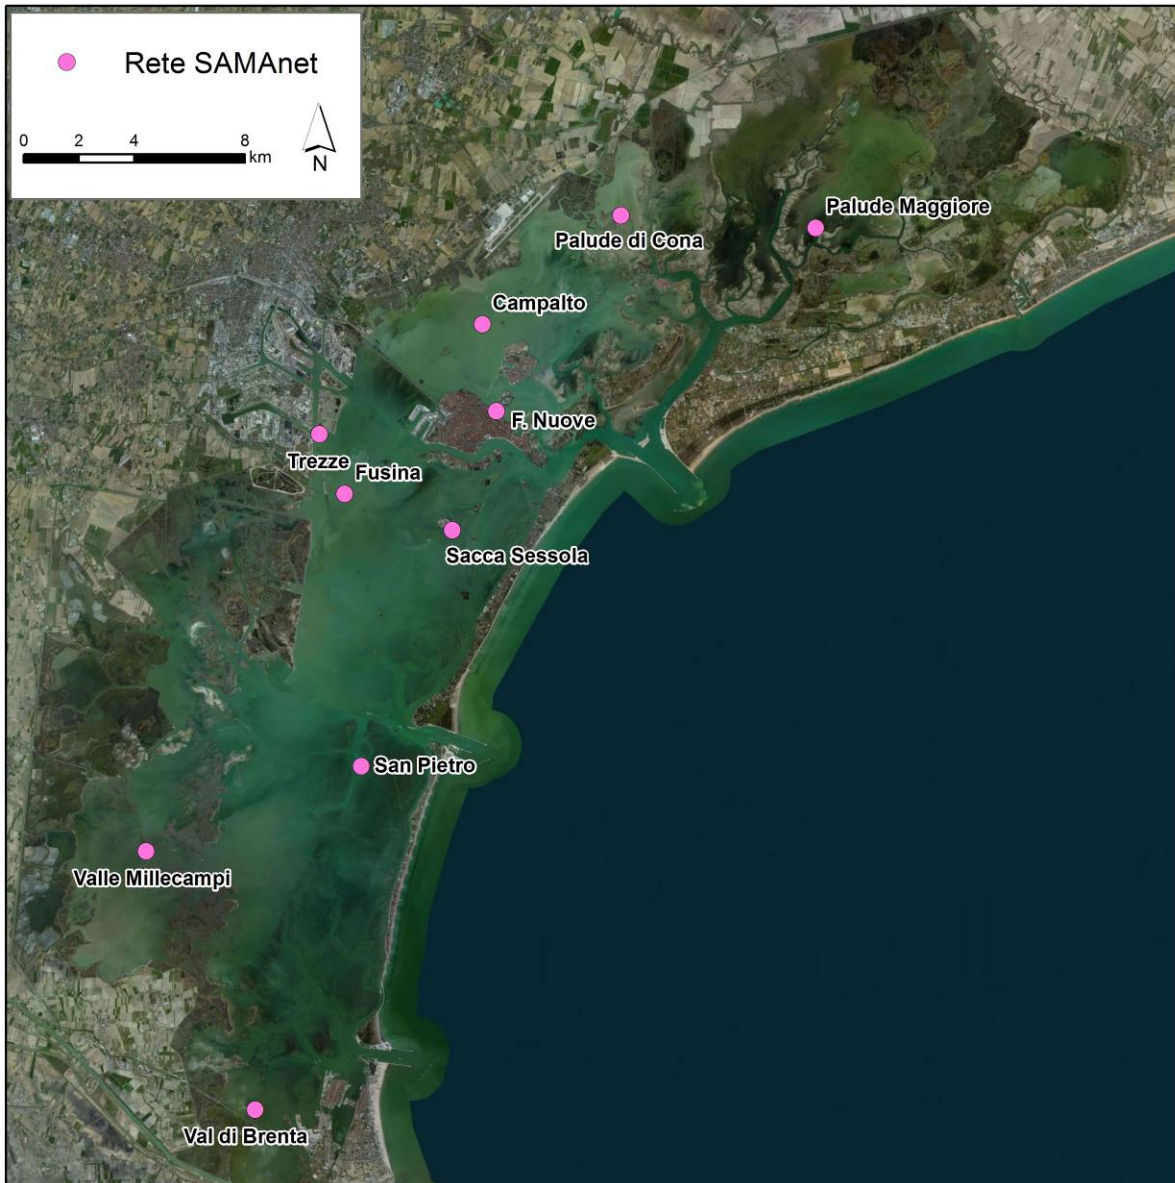 Rete SAMAnet
0 2 4 8
km
N
Palude Maggiore
Palude di Cona
Campalto
F. Nuove
Trezze
Fusina
Sacca Sessola
San Pietro
Valle Millecampi
Val di Brenta